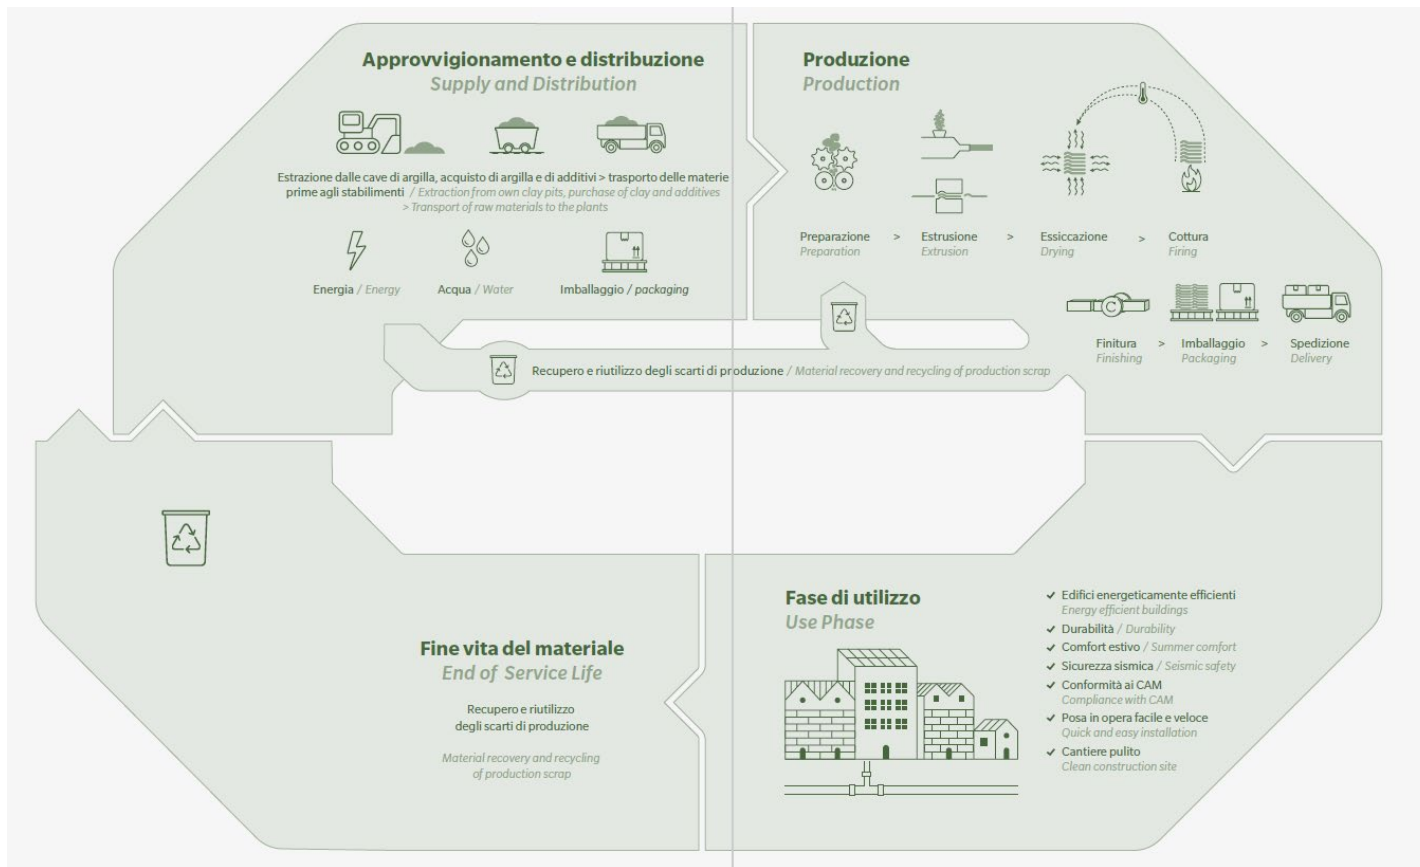 Approvvigionamento e distribuzione
Supply and Distribution
Estrazione dalle cave di argilla, acquisto di argilla e di additivi > trasporto delle materie
prime agli stabilimenti / Extraction from own clay pits, purchase of clay and additives
> Transport of raw materials to the plants
Energia / Energy
Acqua / Water
Imballaggio / packaging
Produzione
Production
Preparazione > Estrusione > Essiccazione > Cottura
Preparation Extrusion Drying Firing
C
Finitura > Imballaggio > Spedizione
Finishing Packaging Delivery
Recupero e riutilizzo degli scarti di produzione / Material recovery and recycling of production scrap
Fase di utilizzo
Use Phase
Edifici energeticamente efficienti
Energy efficient buildings
Durabilità / Durability
Comfort estivo / Summer comfort
Sicurezza sismica / Seismic safety
Conformità ai CAM
Compliance with CAM
Posa in opera facile e veloce
Quick and easy installation
Cantiere pulito
Clean construction site
Fine vita del materiale
End of Service Life
Recupero e riutilizzo
degli scarti di produzione
Material recovery and recycling
of production scrap